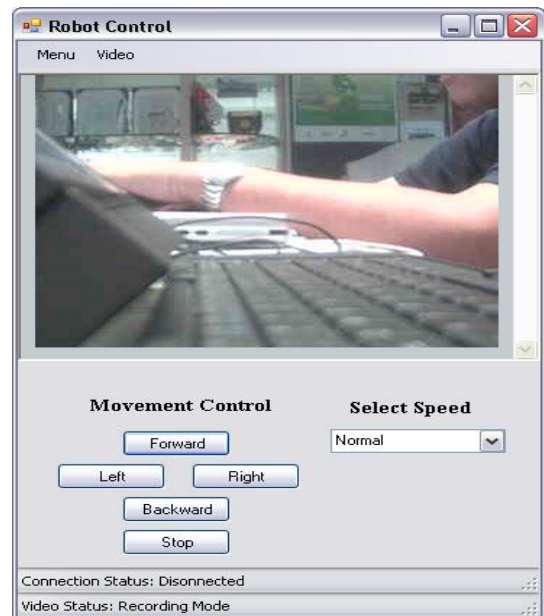 Robot Control
Menu Video
Movement Control
Select Speed
Forward
Normal
Left Right
Backward
Stop
Connection Status: Disonnected
Video Status: Recording Mode